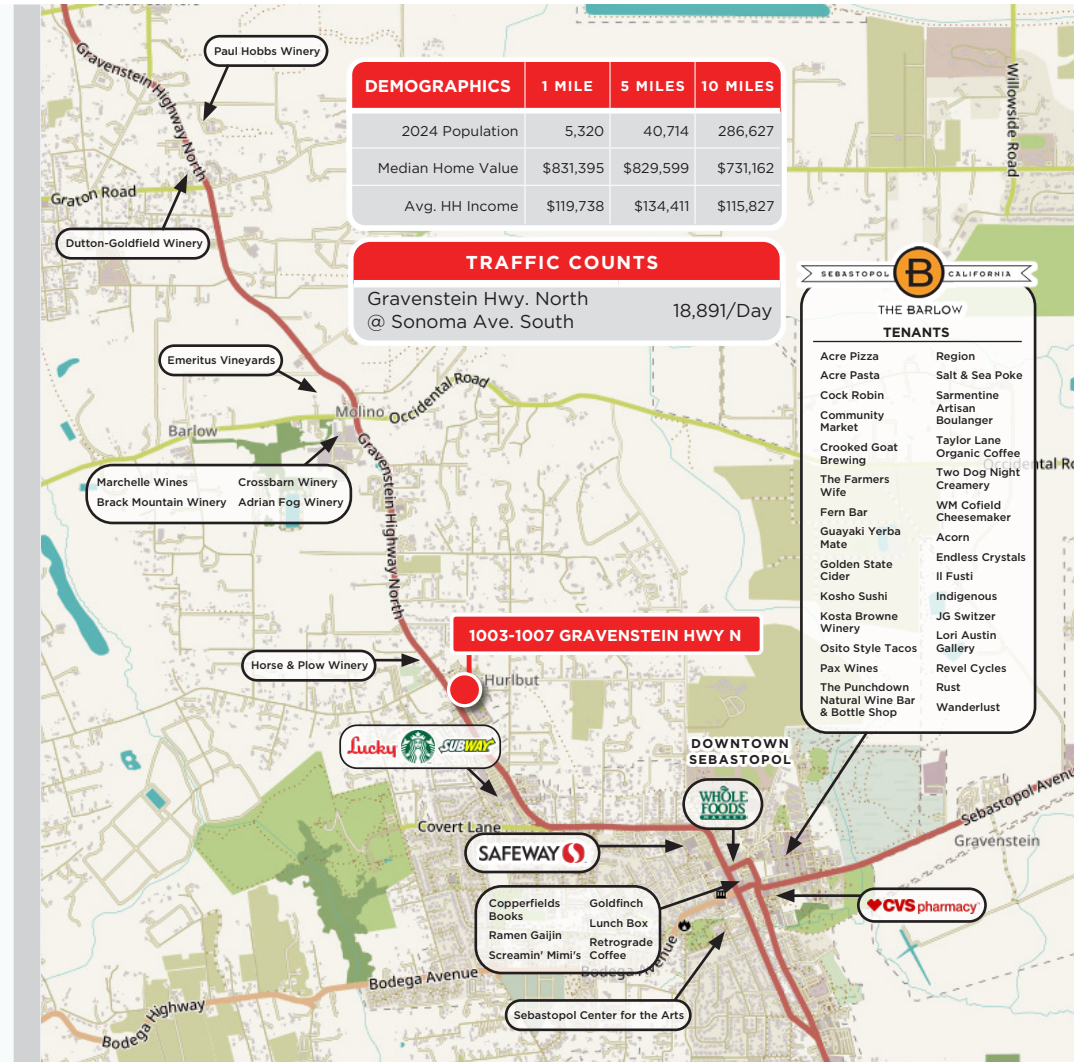 Paul Hobbs Winery
Gravenstein Highway North
Willowside Road
DEMOGRAPHICS 1 MILE 5 MILES 10 MILES
2024 Population 5,320 40,714 286,627
Median Home Value $831,395 $829,599 $731,162
Avg. HH Income $119,738 $134,411 $115,827
Graton Road
Dutton-Goldfield Winery
TRAFFIC COUNTS
Gravenstein Hwy. North
@ Sonoma Ave. South
18,891/Day
SEBASTOPOL B CALIFORNIA
THE BARLOW
TENANTS
Acre Pizza
Acre Pasta
Cock Robin
Community
Market
Crooked Goat
Brewing
The Farmers
Wife
Fern Bar
Guayaki Yerba
Mate
Golden State
Cider
Kosho Sushi
Kosta Browne
Winery
Osito Style Tacos
Pax Wines
The Punchdown
Natural Wine Bar
& Bottle Shop
Region
Salt & Sea Poke
Sarmentine
Artisan
Boulanger
Taylor Lane
Organic Coffee
Two Dog Night
Creamery
WM Cofield
Cheesemaker
Acorn
Endless Crystals
Il Fusti
Indigenous
JG Switzer
Lori Austin
Gallery
Revel Cycles
Rust
Wanderlust
Emeritus Vineyards
Molino
Occidental Road
Barlow
Occidental Ro
Marchelle Wines Crossbarn Winery
Brack Mountain Winery Adrian Fog Winery
Gravenstein Highway North
1003-1007 GRAVENSTEIN HWY N
Horse & Plow Winery
Hurlbut
Lucky SUBWAY
DOWNTOWN
SEBASTOPOL
WHOLE
FOODS
MARKET
Covert Lane
SAFEWAY
Sebastopol Avenu
Gravenstein
Copperfields
Books
Ramen Gaijin
Screamin' Mimi's
Goldfinch
Lunch Box
Retrograde
Coffee
CVS pharmacy
Bodega Avenue
Bodega Avenue
Bodega Highway
Sebastopol Center for the Arts